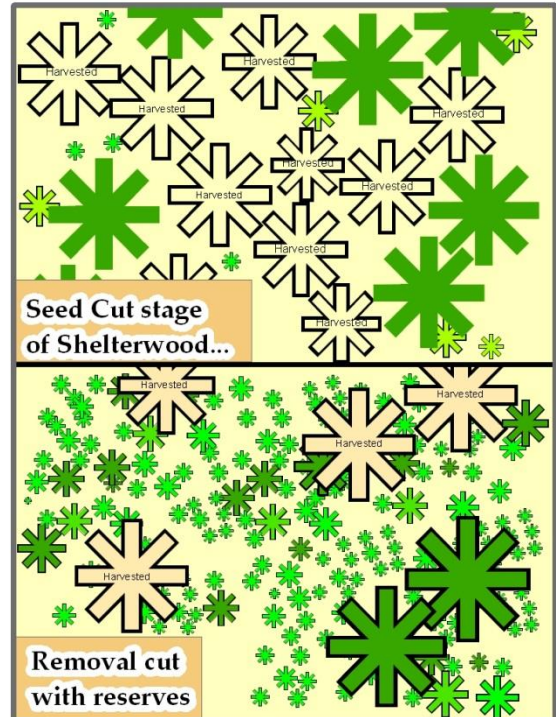 Harvested
Harvested
Harvested
Harvested
Harvested
Harvested
Harvested
Harvested
Harvested
Seed Cut stage
of Shelterwood...
Harvested
Harvested
Harvested
Harvested
Removal cut
with reserves